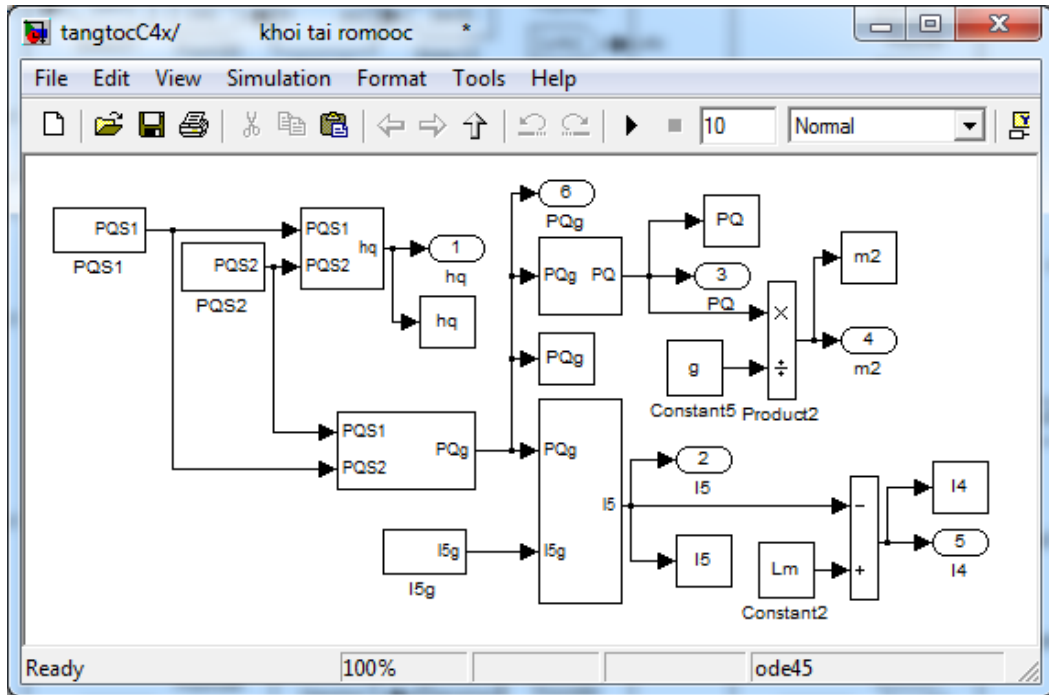 tangtocC4x/ khoi tai romooc *
File Edit View Simulation Format Tools Help
10 Normal
PQS1
PQS1
PQS2
PQS2
PQS1
PQS2
hq
1
hq
hq
6
PQg
PQg PQ
PQg
PQ
3
PQ
g
Constant5
×
÷
Product2
m2
4
m2
PQS1
PQS2
PQg
I5g
I5g
PQg
I5g
I5
2
I5
I5
Lm
Constant2
−
+
I4
5
I4
Ready 100% ode45